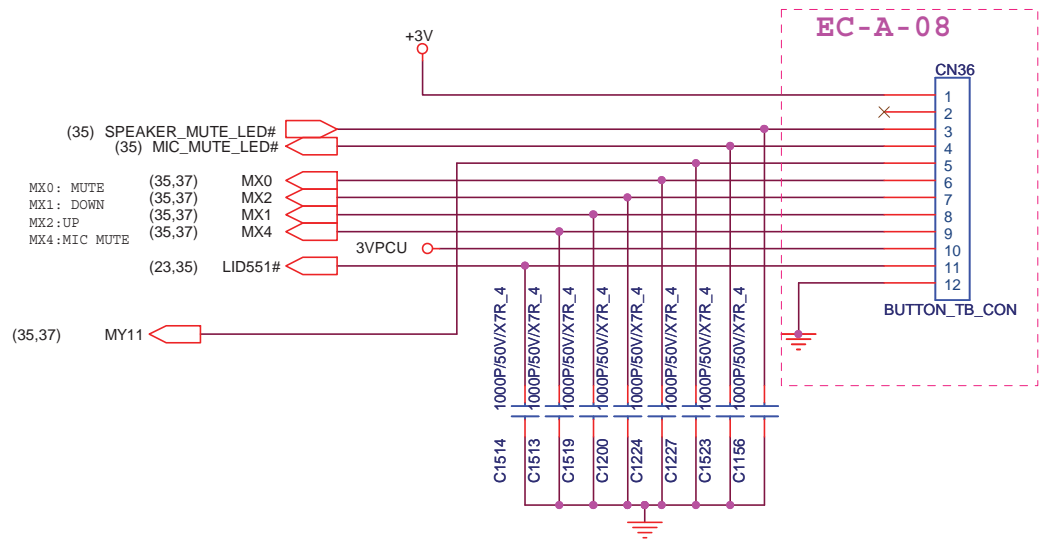 EC-A-08
+3V
CN36
1
2
(35) SPEAKER_MUTE_LED# 3
(35) MIC_MUTE_LED# 4
5
MX0: MUTE (35,37) MX0 6
MX1: DOWN (35,37) MX2 7
MX2:UP (35,37) MX1 8
MX4:MIC MUTE (35,37) MX4 9
3VPCU 10
(23,35) LID551# 11
12
BUTTON_TB_CON
(35,37) MY11
1000P/50V/X7R_4
1000P/50V/X7R_4
1000P/50V/X7R_4
1000P/50V/X7R_4
1000P/50V/X7R_4
1000P/50V/X7R_4
1000P/50V/X7R_4
1000P/50V/X7R_4
C1514
C1513
C1519
C1200
C1224
C1227
C1523
C1156